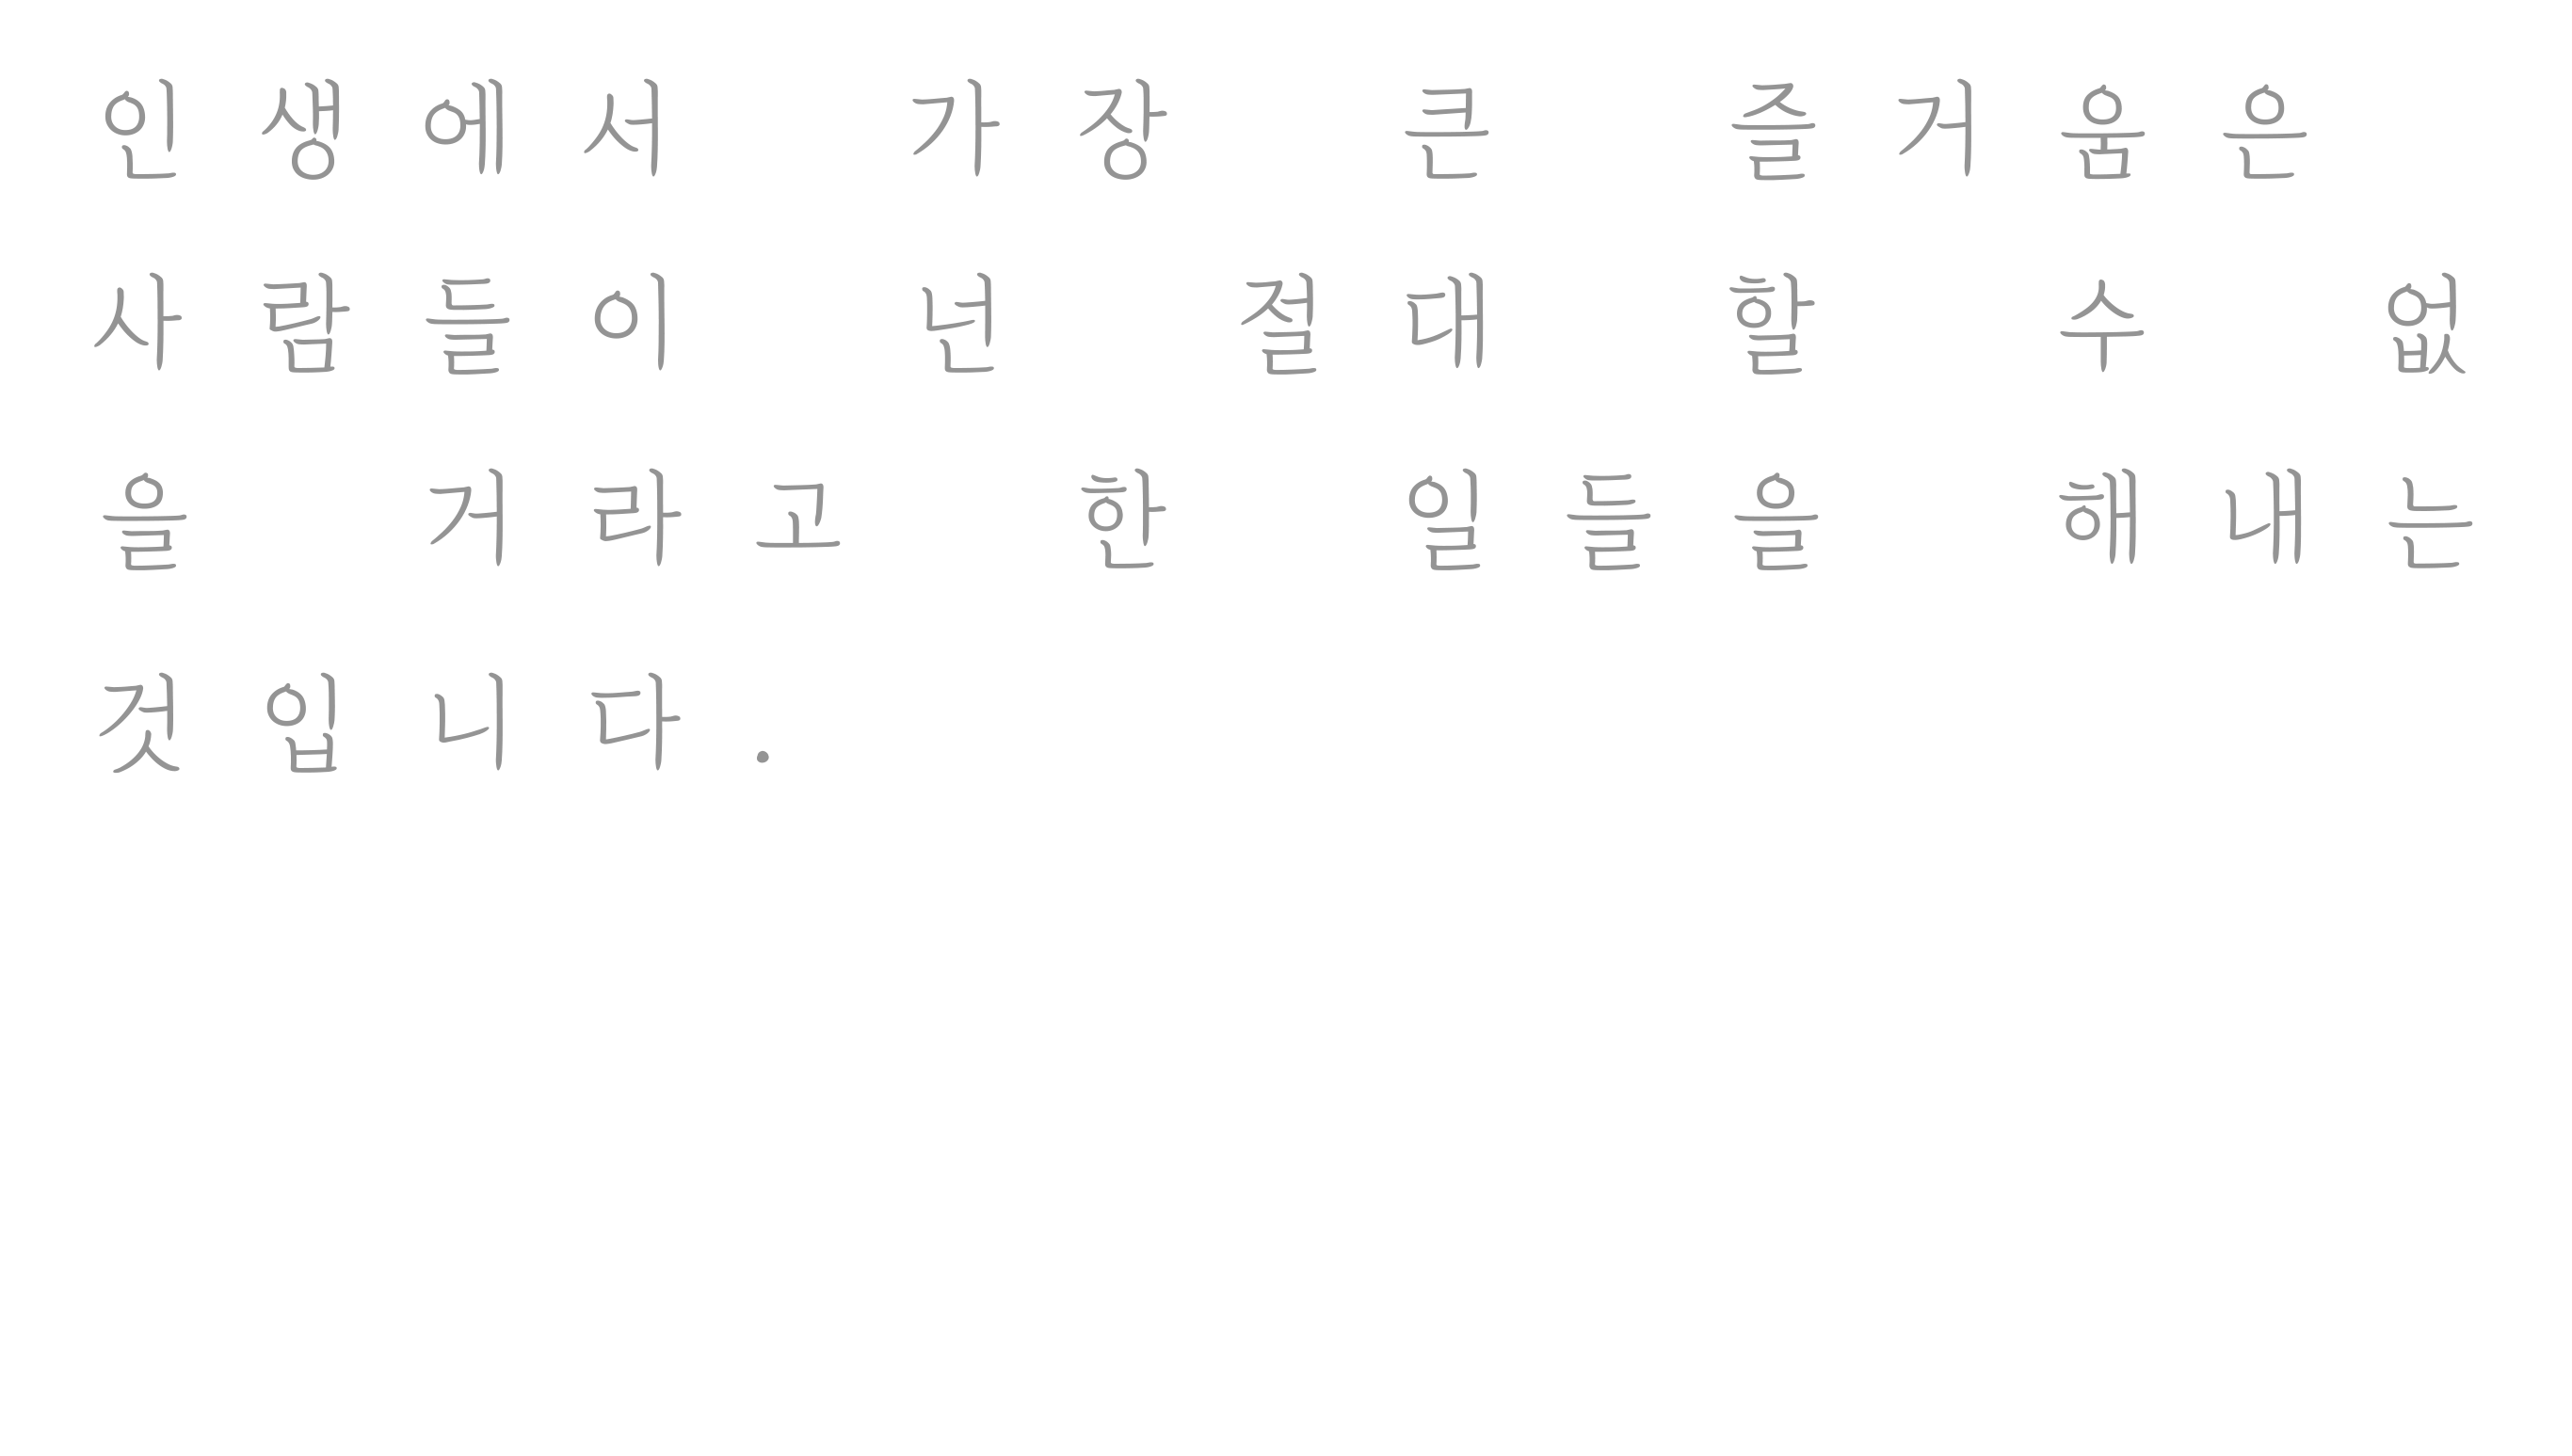 인생에서 가장 큰 즐거움은
사람들이 넌 절대 할 수 없
을 거라고 한 일들을 해내는
것입니다.